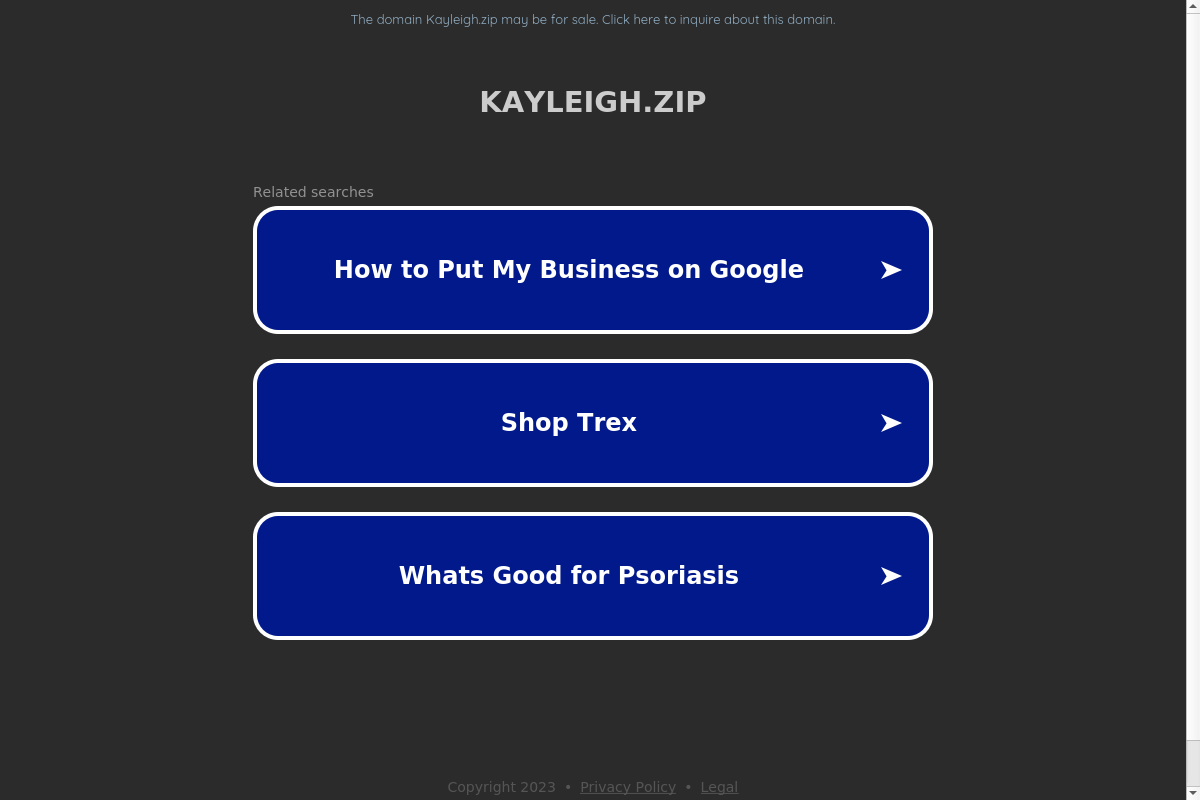 The domain Kayleigh.zip may be for sale. Click here to inquire about this domain.
KAYLEIGH.ZIP
Related searches
How to Put My Business on Google
Shop Trex
Whats Good for Psoriasis
Copyright 2023 • Privacy Policy • Legal